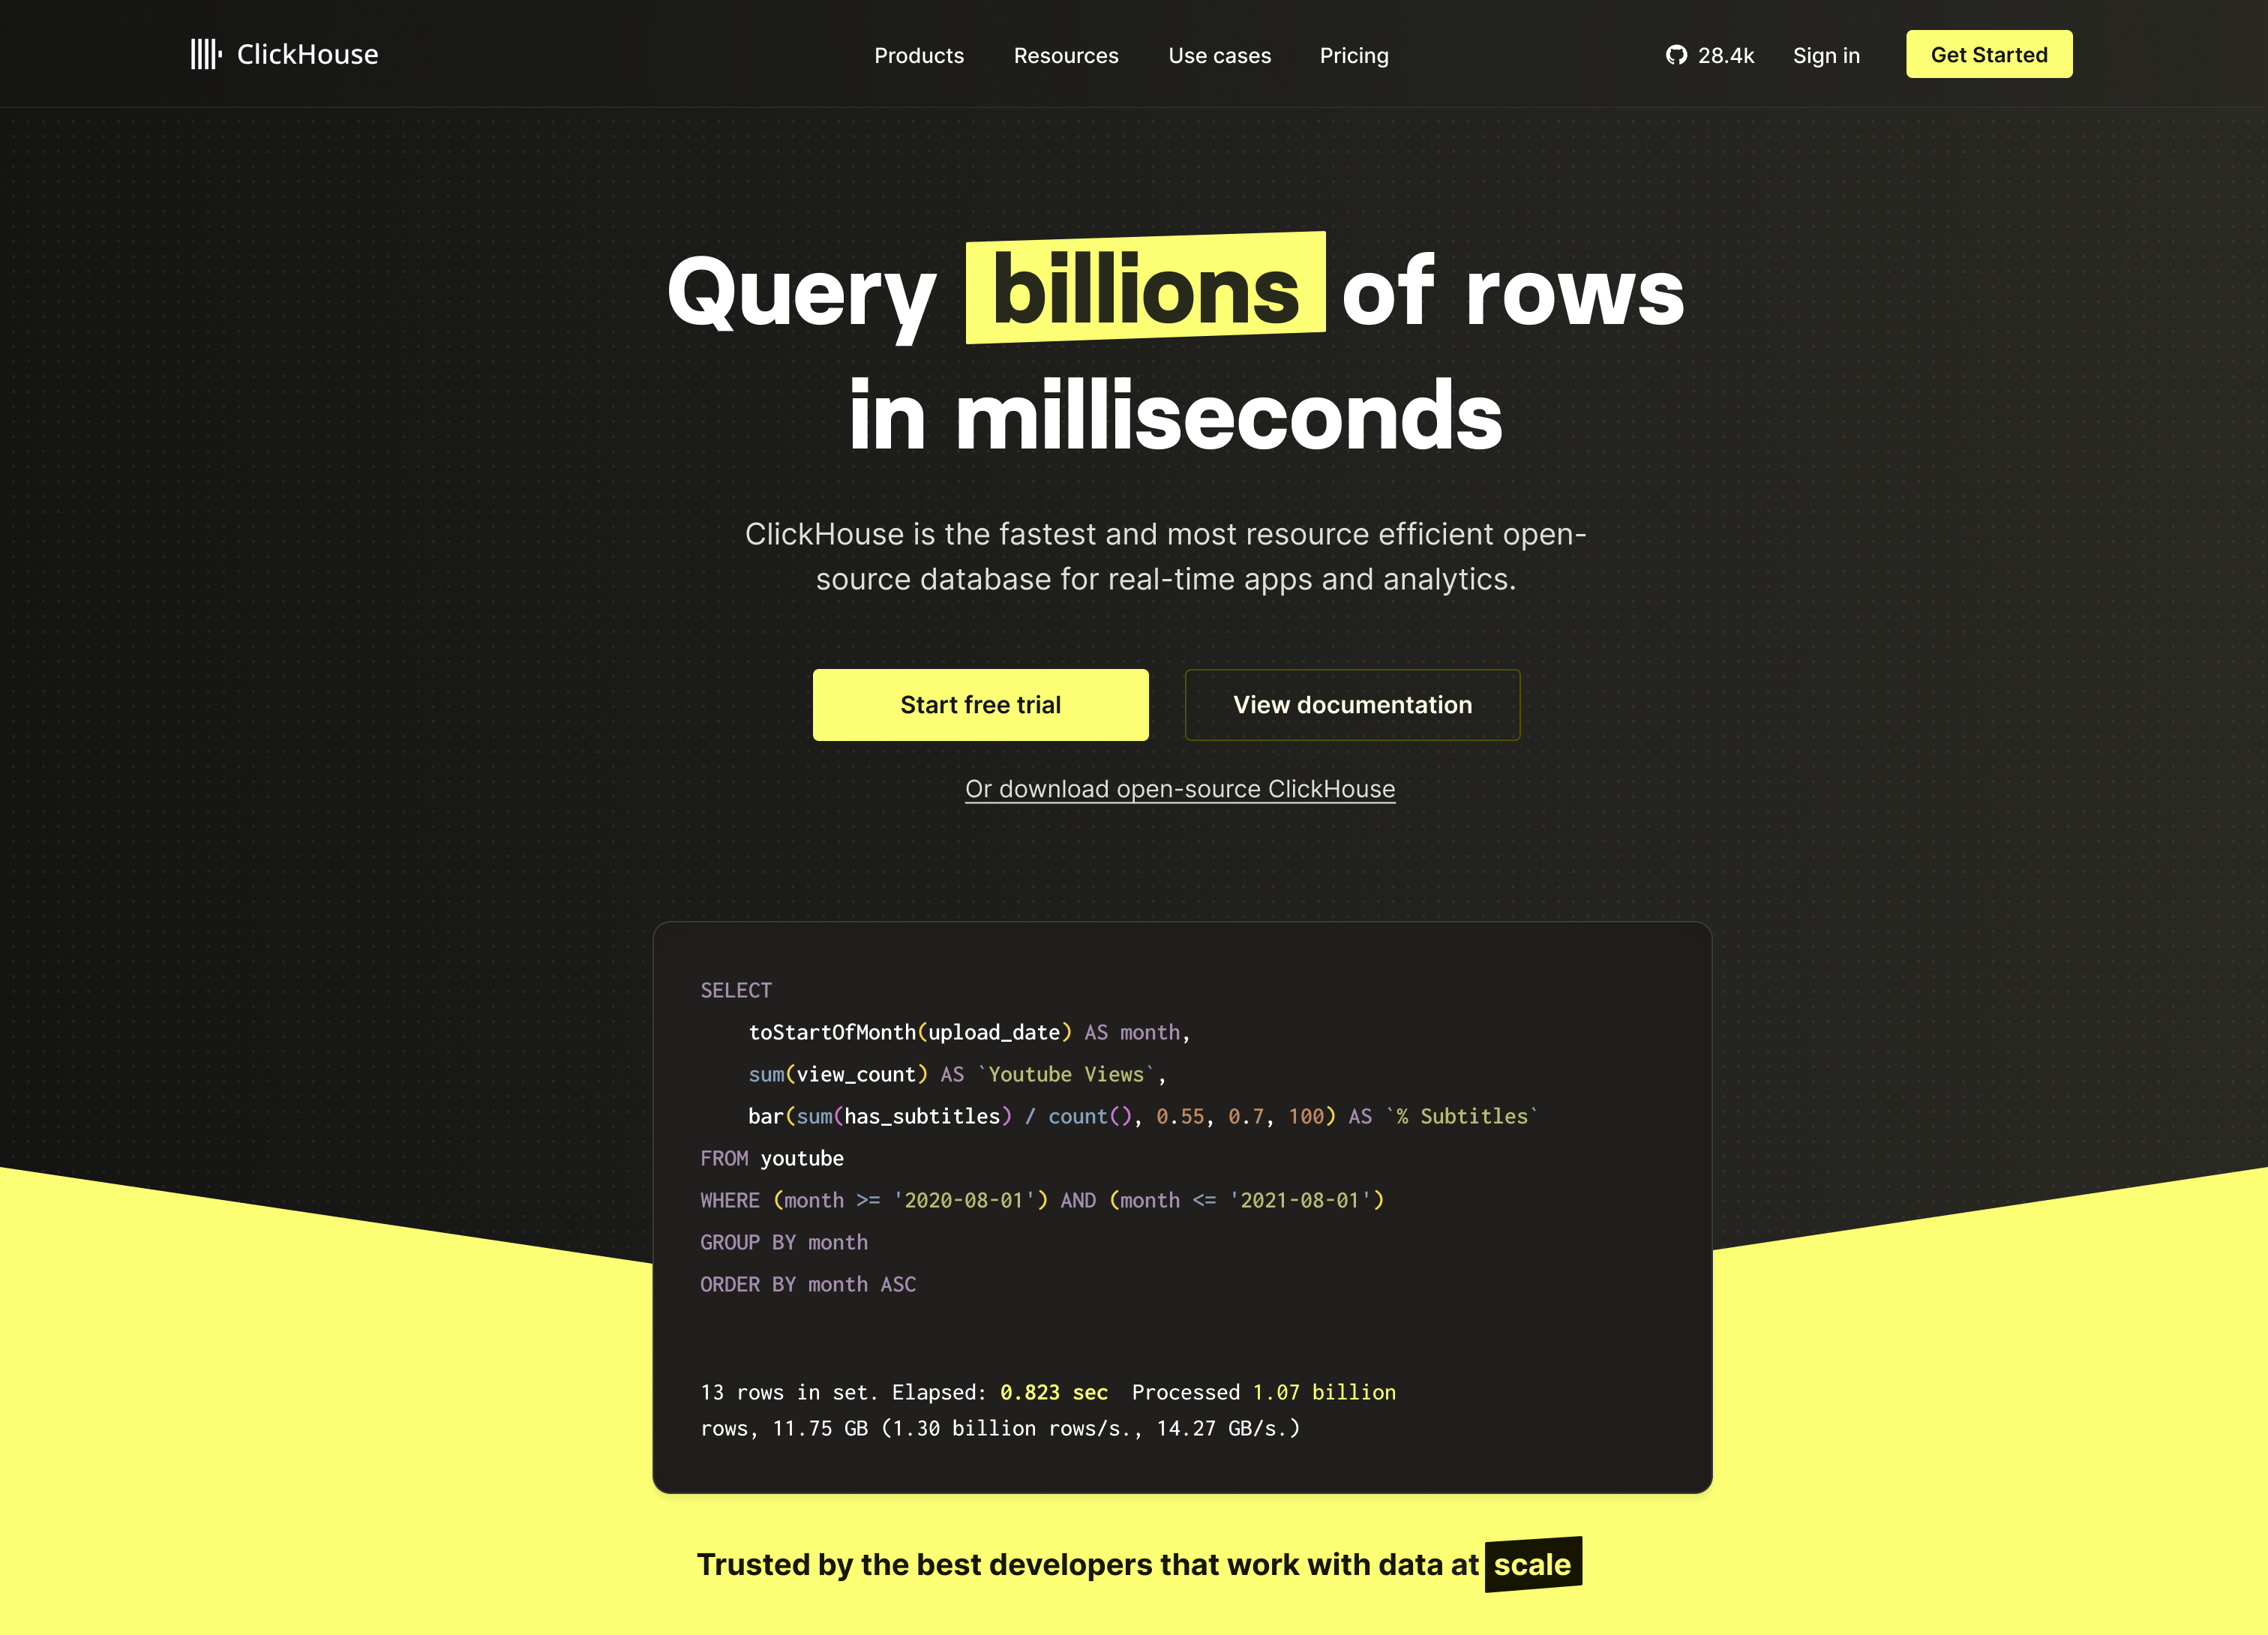 ClickHouse
Products Resources Use cases Pricing
28.4k Sign in Get Started
Query billions of rows
in milliseconds
ClickHouse is the fastest and most resource efficient open-
source database for real-time apps and analytics.
Start free trial View documentation
Or download open-source ClickHouse
SELECT
    toStartOfMonth(upload_date) AS month,
    sum(view_count) AS `Youtube Views`,
    bar(sum(has_subtitles) / count(), 0.55, 0.7, 100) AS `% Subtitles`
FROM youtube
WHERE (month >= '2020-08-01') AND (month <= '2021-08-01')
GROUP BY month
ORDER BY month ASC
13 rows in set. Elapsed: 0.823 sec  Processed 1.07 billion
rows, 11.75 GB (1.30 billion rows/s., 14.27 GB/s.)
Trusted by the best developers that work with data at scale